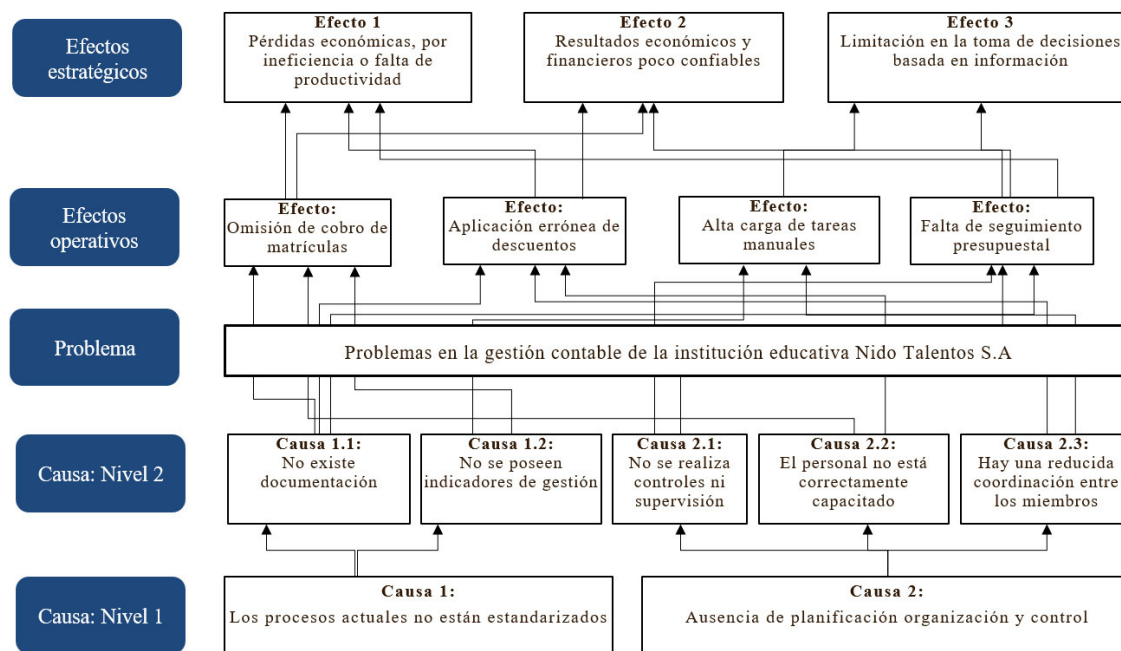 Efectos
estratégicos
Efecto 1
Pérdidas económicas, por
ineficiencia o falta de
productividad
Efecto 2
Resultados económicos y
financieros poco confiables
Efecto 3
Limitación en la toma de decisiones
basada en información
Efectos
operativos
Efecto:
Omisión de cobro de
matrículas
Efecto:
Aplicación errónea de
descuentos
Efecto:
Alta carga de tareas
manuales
Efecto:
Falta de seguimiento
presupuestal
Problema
Problemas en la gestión contable de la institución educativa Nido Talentos S.A
Causa: Nivel 2
Causa 1.1:
No existe
documentación
Causa 1.2:
No se poseen
indicadores de gestión
Causa 2.1:
No se realiza
controles ni
supervisión
Causa 2.2:
El personal no está
correctamente
capacitado
Causa 2.3:
Hay una reducida
coordinación entre
los miembros
Causa: Nivel 1
Causa 1:
Los procesos actuales no están estandarizados
Causa 2:
Ausencia de planificación organización y control